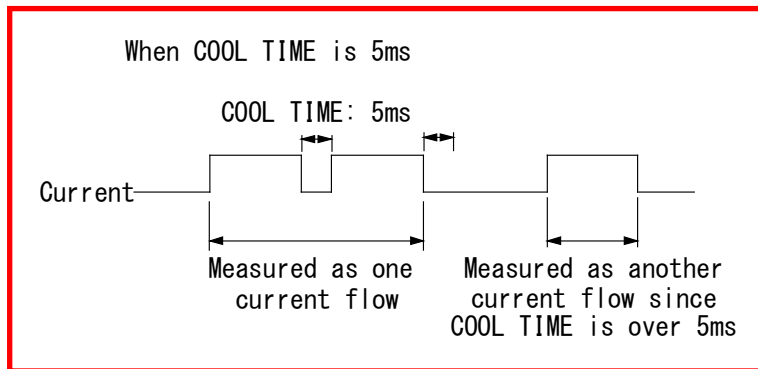 When COOL TIME is 5ms
COOL TIME: 5ms
Current
Measured as one
current flow
Measured as another
current flow since
COOL TIME is over 5ms